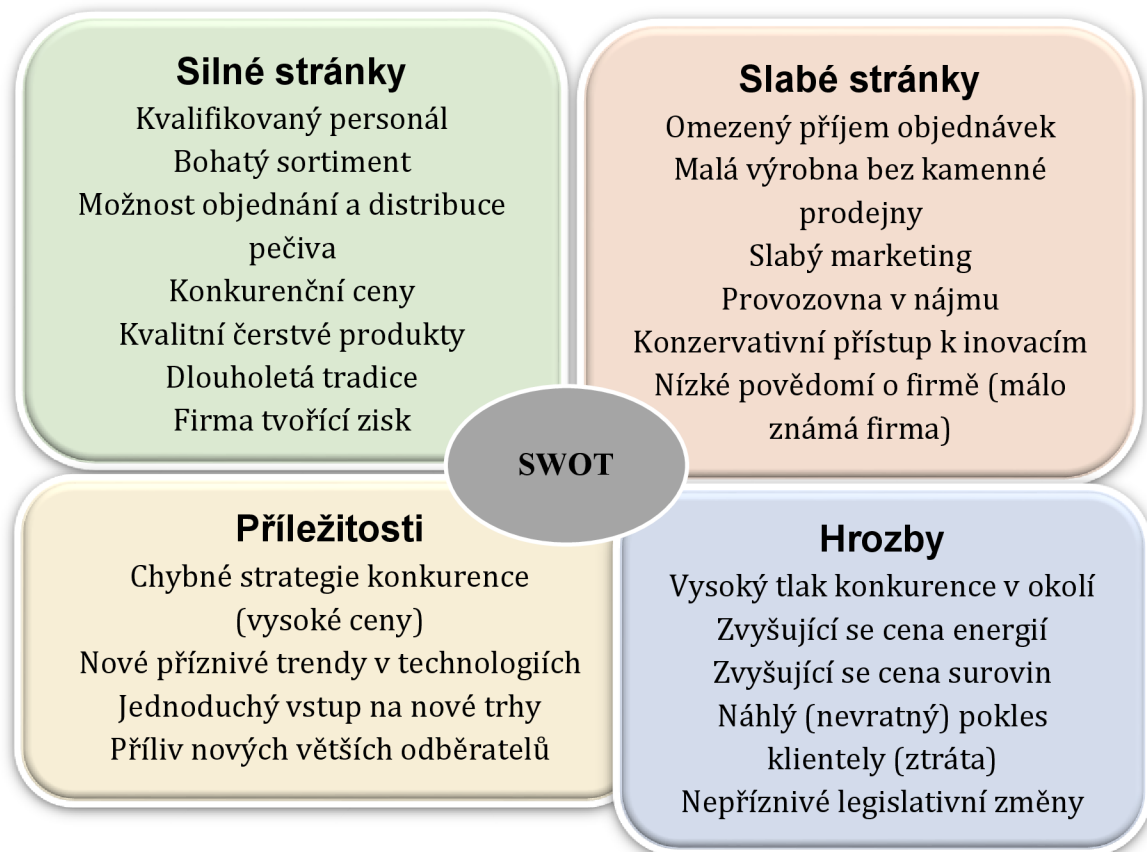 Silné stránky
Kvalifikovaný personál
Bohatý sortiment
Možnost objednání a distribuce
pečiva
Konkurenční ceny
Kvalitní čerstvé produkty
Dlouholetá tradice
Firma tvořící zisk
Slabé stránky
Omezený příjem objednávek
Malá výrobna bez kamenné
prodejny
Slabý marketing
Provozovna v nájmu
Konzervativní přístup k inovacím
Nízké povědomí o firmě (málo
známá firma)
SWOT
Příležitosti
Chybné strategie konkurence
(vysoké ceny)
Nové příznivé trendy v technologiích
Jednoduchý vstup na nové trhy
Příliv nových větších odběratelů
Hrozby
Vysoký tlak konkurence v okolí
Zvyšující se cena energií
Zvyšující se cena surovin
Náhlý (nevratný) pokles
klientely (ztráta)
Nepříznivé legislativní změny